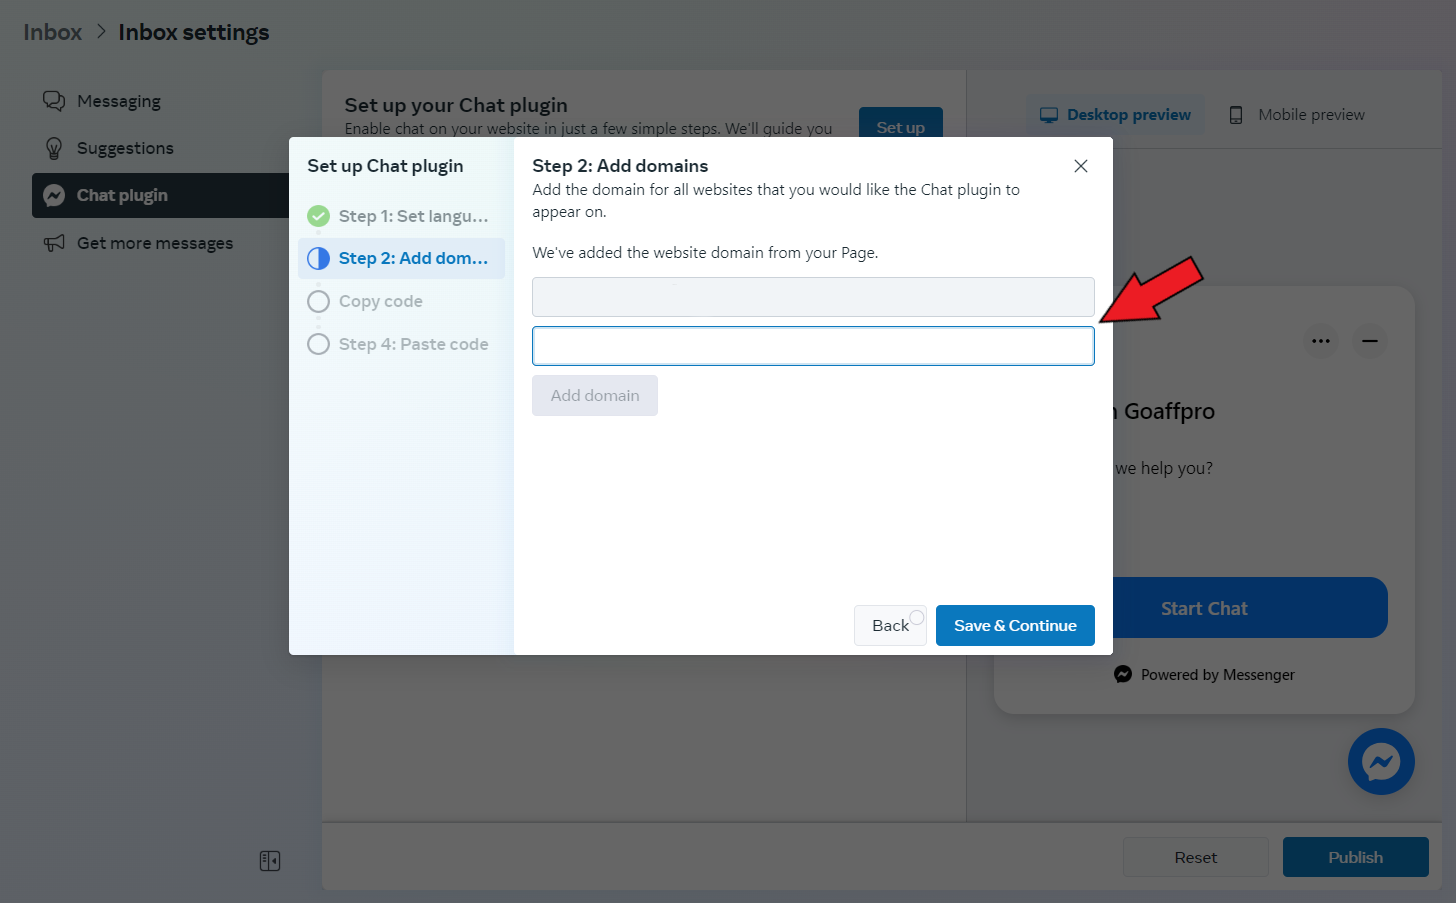 Inbox > Inbox settings
Messaging
Suggestions
Chat plugin
Get more messages
Set up your Chat plugin
Enable chat on your website in just a few simple steps. We'll guide you
Set up
Desktop preview
Mobile preview
Set up Chat plugin
Step 1: Set langu...
Step 2: Add dom...
Copy code
Step 4: Paste code
Step 2: Add domains
Add the domain for all websites that you would like the Chat plugin to
appear on.
We've added the website domain from your Page.
Add domain
Back
Save & Continue
Goaffpro
we help you?
Start Chat
Powered by Messenger
Reset
Publish